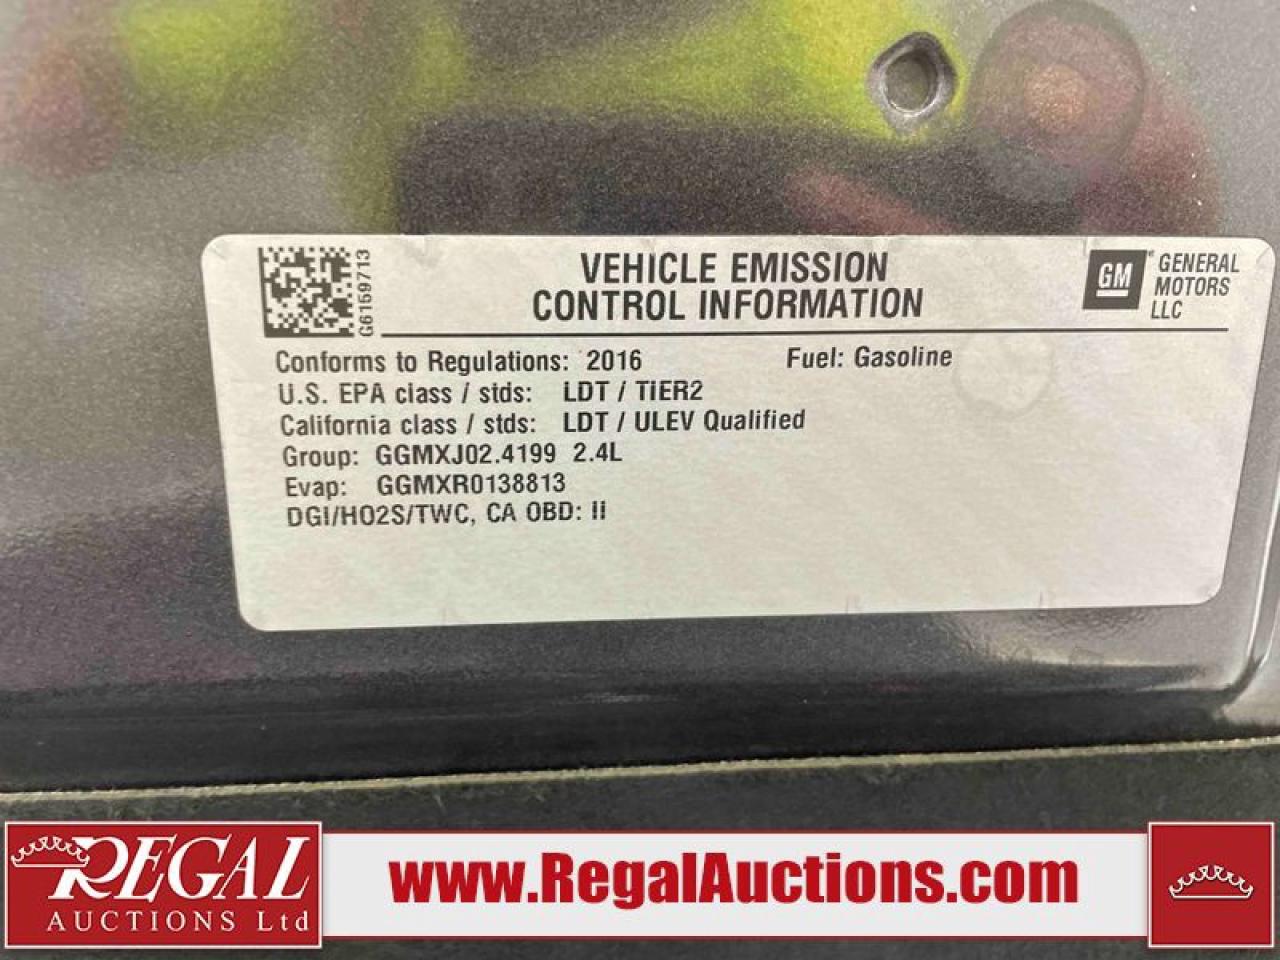 G6159713
VEHICLE EMISSION
CONTROL INFORMATION
GM
GENERAL
MOTORS
LLC
Conforms to Regulations: 2016 Fuel: Gasoline
U.S. EPA class / stds: LDT / TIER2
California class / stds: LDT / ULEV Qualified
Group: GGMXJ02.4199 2.4L
Evap: GGMXR0138813
DGI/HO2S/TWC, CA OBD: II
REGAL
AUCTIONS Ltd
www.RegalAuctions.com